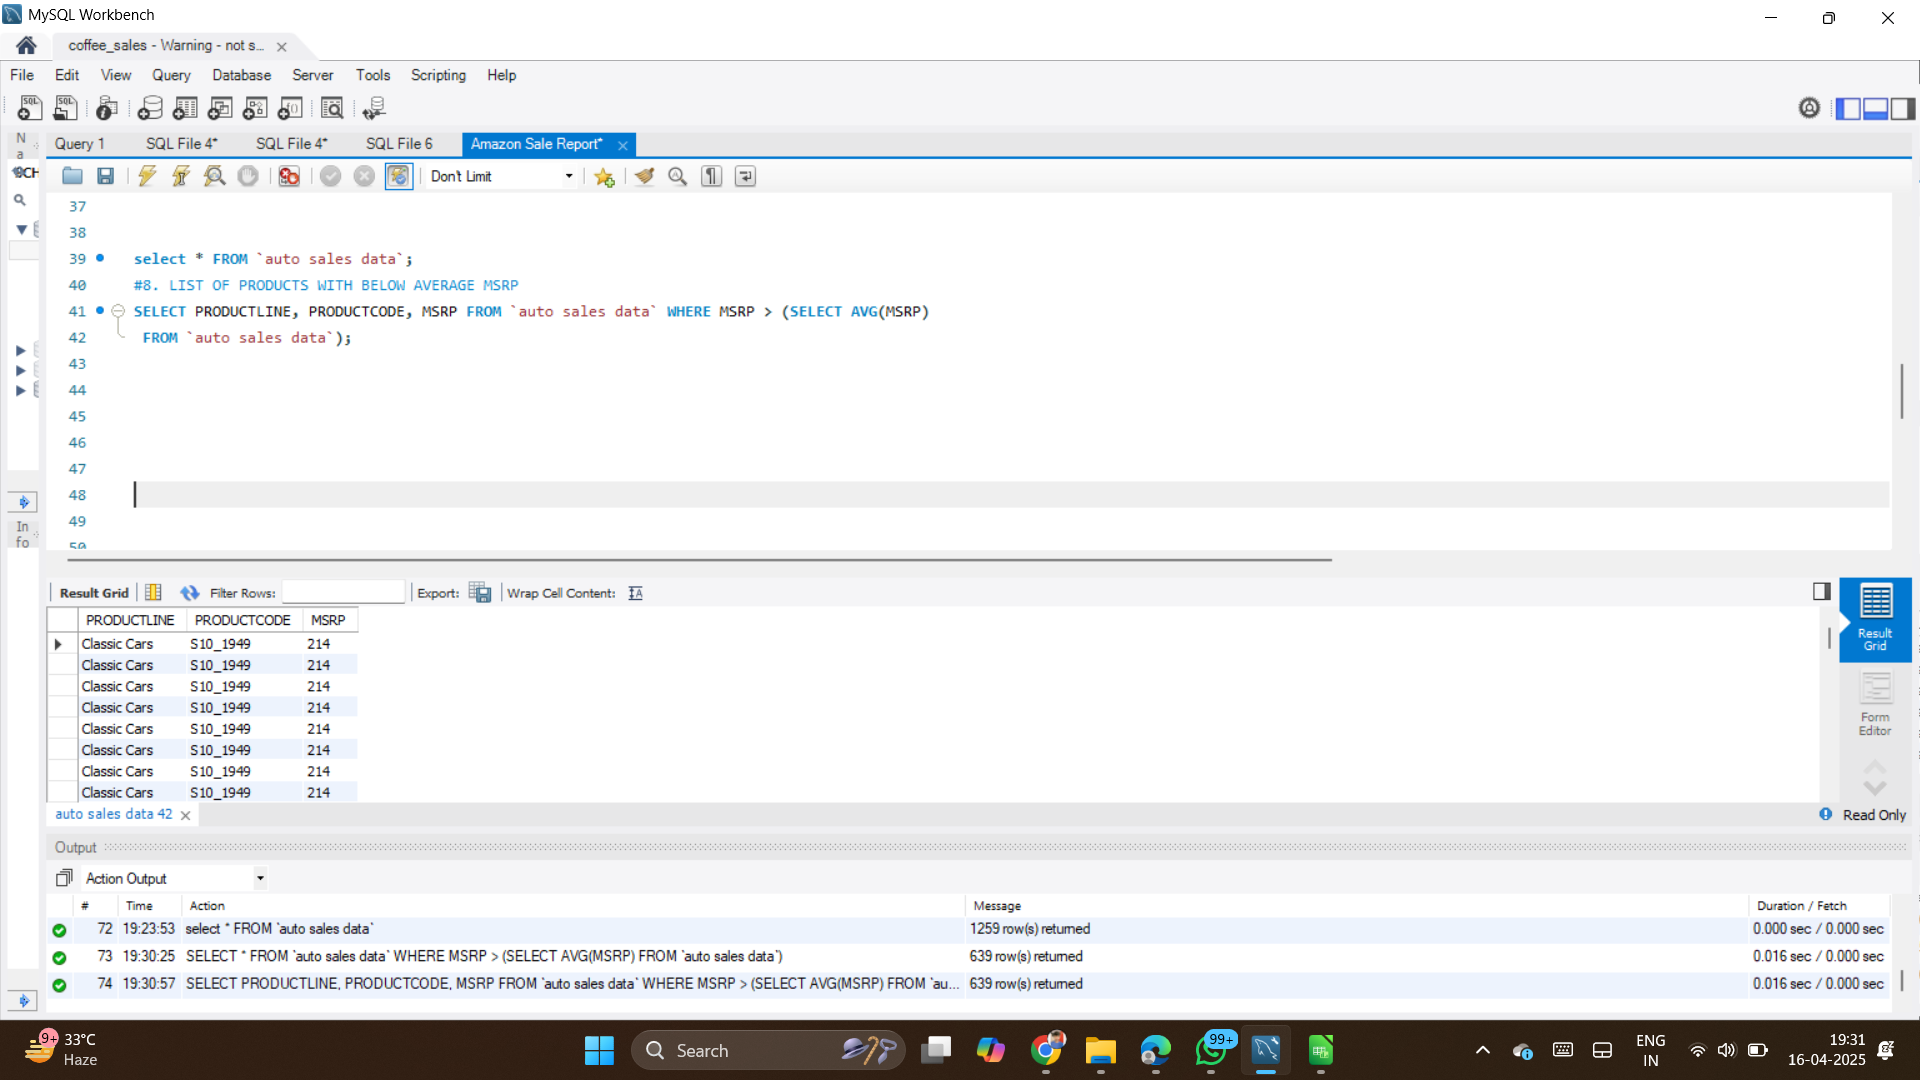 MySQL Workbench
coffee_sales - Warning - not s...
File Edit View Query Database Server Tools Scripting Help
Query 1 SQL File 4* SQL File 4* SQL File 6 Amazon Sale Report*
Na
Don't Limit
37
38
39 select * FROM `auto sales data`;
40 #8. LIST OF PRODUCTS WITH BELOW AVERAGE MSRP
41 SELECT PRODUCTLINE, PRODUCTCODE, MSRP FROM `auto sales data` WHERE MSRP > (SELECT AVG(MSRP)
42 FROM `auto sales data`);
43
44
45
46
47
48
49
50
Info
Result Grid Filter Rows: Export: Wrap Cell Content:
PRODUCTLINE PRODUCTCODE MSRP
Classic Cars S10_1949 214
Classic Cars S10_1949 214
Classic Cars S10_1949 214
Classic Cars S10_1949 214
Classic Cars S10_1949 214
Classic Cars S10_1949 214
Classic Cars S10_1949 214
Classic Cars S10_1949 214
Result
Grid
Form
Editor
auto sales data 42
Read Only
Output
Action Output
# Time Action Message Duration / Fetch
72 19:23:53 select * FROM `auto sales data` 1259 row(s) returned 0.000 sec / 0.000 sec
73 19:30:25 SELECT * FROM `auto sales data` WHERE MSRP > (SELECT AVG(MSRP) FROM `auto sales data`) 639 row(s) returned 0.016 sec / 0.000 sec
74 19:30:57 SELECT PRODUCTLINE, PRODUCTCODE, MSRP FROM `auto sales data` WHERE MSRP > (SELECT AVG(MSRP) FROM `au... 639 row(s) returned 0.016 sec / 0.000 sec
9+ 33°C
Haze
Search
99+
ENG
IN
19:31
16-04-2025